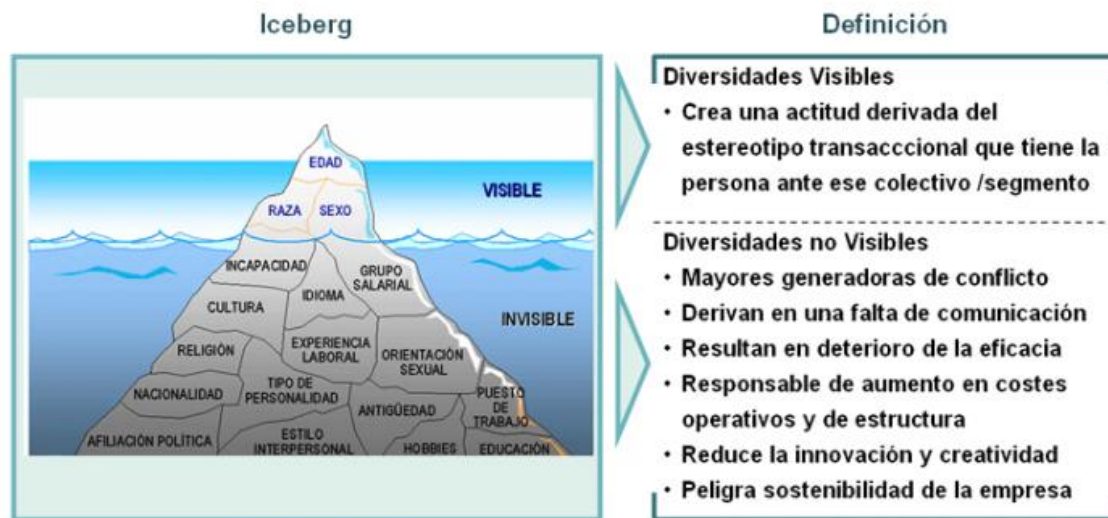 Iceberg
EDAD
VISIBLE
RAZA
SEXO
INCAPACIDAD
IDIOMA
GRUPO
SALARIAL
CULTURA
INVISIBLE
RELIGIÓN
EXPERIENCIA
LABORAL
ORIENTACIÓN
SEXUAL
NACIONALIDAD
TIPO DE
PERSONALIDAD
ANTIGÜEDAD
PUESTO
DE
TRABAJO
AFILIACIÓN POLÍTICA
ESTILO
INTERPERSONAL
HOBBIES
EDUCACIÓN
Definición
Diversidades Visibles
• Crea una actitud derivada del
estereotipo transacccional que tiene la
persona ante ese colectivo /segmento
Diversidades no Visibles
• Mayores generadoras de conflicto
• Derivan en una falta de comunicación
• Resultan en deterioro de la eficacia
• Responsable de aumento en costes
operativos y de estructura
• Reduce la innovación y creatividad
• Peligra sostenibilidad de la empresa